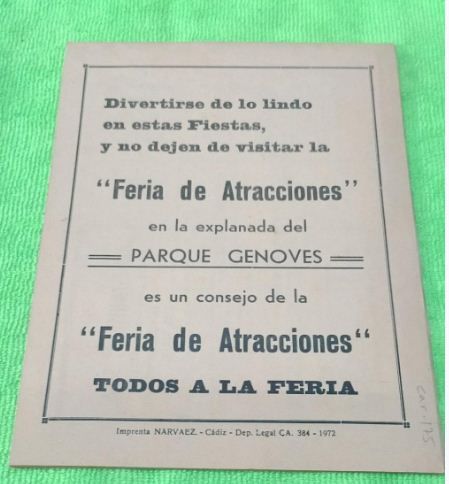 Divertirse de lo lindo
en estas Fiestas,
y no dejen de visitar la
“Feria de Atracciones”
en la explanada del
PARQUE GENOVES
es un consejo de la
“Feria de Atracciones“
TODOS A LA FERIA
Imprenta NARVAEZ. - Cádiz - Dep. Legal CA. 384 - 1972
car-175